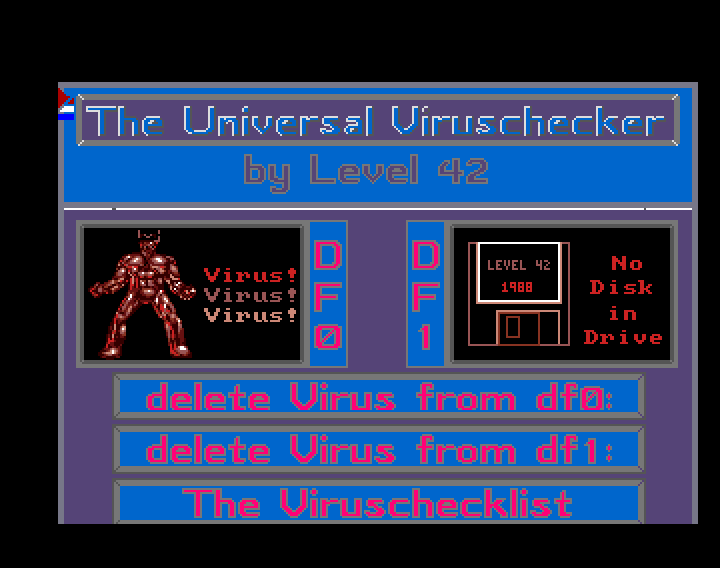 The Universal Viruschecker
by Level 42
Virus!
Virus!
Virus!
DF0
DF1
LEVEL 42
1988
No
Disk
in
Drive
delete Virus from df0:
delete Virus from df1:
The Viruschecklist